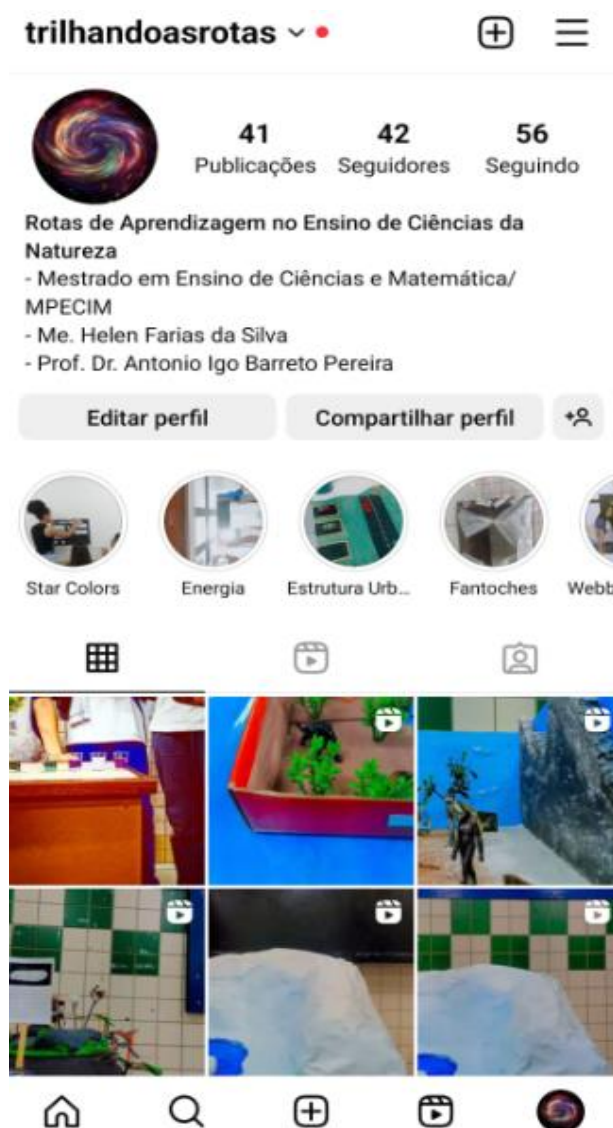 trilhandoasrotas
41 42 56
Publicações Seguidores Seguindo
Rotas de Aprendizagem no Ensino de Ciências da
Natureza
- Mestrado em Ensino de Ciências e Matemática/
MPECIM
- Me. Helen Farias da Silva
- Prof. Dr. Antonio Igo Barreto Pereira
Editar perfil Compartilhar perfil
Star Colors Energia Estrutura Urb... Fantoches Webb